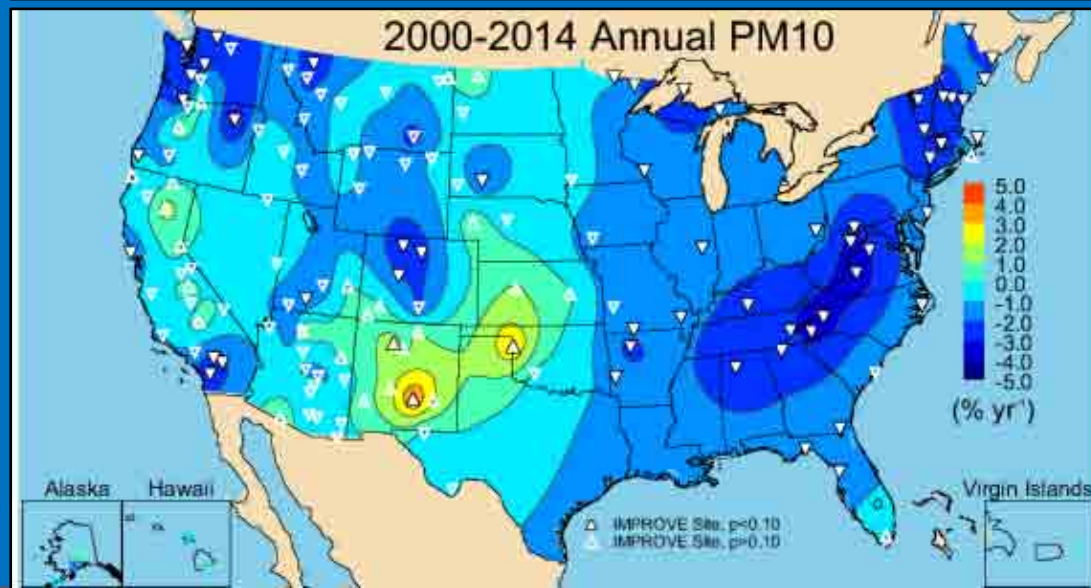 2000-2014 Annual PM10
5.0
4.0
3.0
2.0
1.0
0.0
-1.0
-2.0
-3.0
-4.0
-5.0
(% yr⁻¹)
Alaska
Hawaii
Virgin Islands
IMPROVE Site, p<0.10
IMPROVE Site, p>0.10